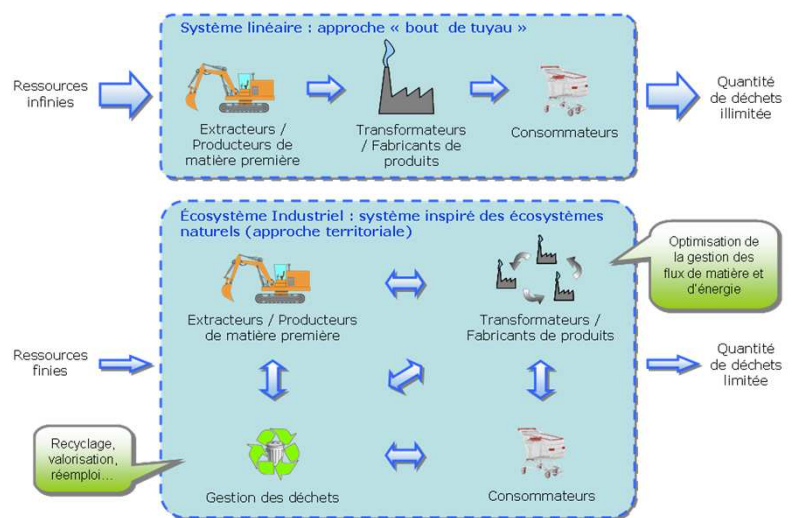 Système linéaire : approche « bout de tuyau »
Ressources
infinies
Extracteurs /
Producteurs de
matière première
Transformateurs
/ Fabricants de
produits
Consommateurs
Quantité
de déchets
illimitée
Écosystème Industriel : système inspiré des écosystèmes
naturels (approche territoriale)
Optimisation de
la gestion des
flux de matière et
d'énergie
Extracteurs / Producteurs
de matière première
Transformateurs /
Fabricants de produits
Ressources
finies
Quantité
de déchets
limitée
Recyclage,
valorisation,
réemploi...
Gestion des déchets
Consommateurs